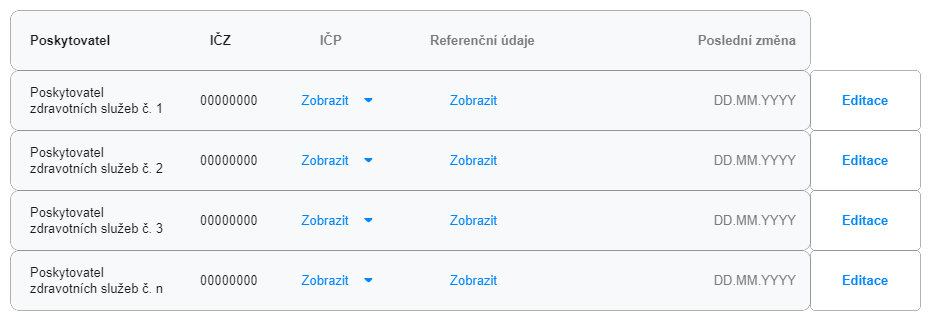 Poskytovatel IČZ IČP Referenční údaje Poslední změna
Poskytovatel
zdravotních služeb č. 1 00000000 Zobrazit Zobrazit DD.MM.YYYY Editace
Poskytovatel
zdravotních služeb č. 2 00000000 Zobrazit Zobrazit DD.MM.YYYY Editace
Poskytovatel
zdravotních služeb č. 3 00000000 Zobrazit Zobrazit DD.MM.YYYY Editace
Poskytovatel
zdravotních služeb č. n 00000000 Zobrazit Zobrazit DD.MM.YYYY Editace